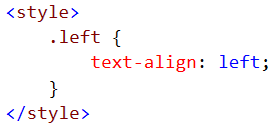 <style>
    .left {
        text-align: left;
    }
</style>